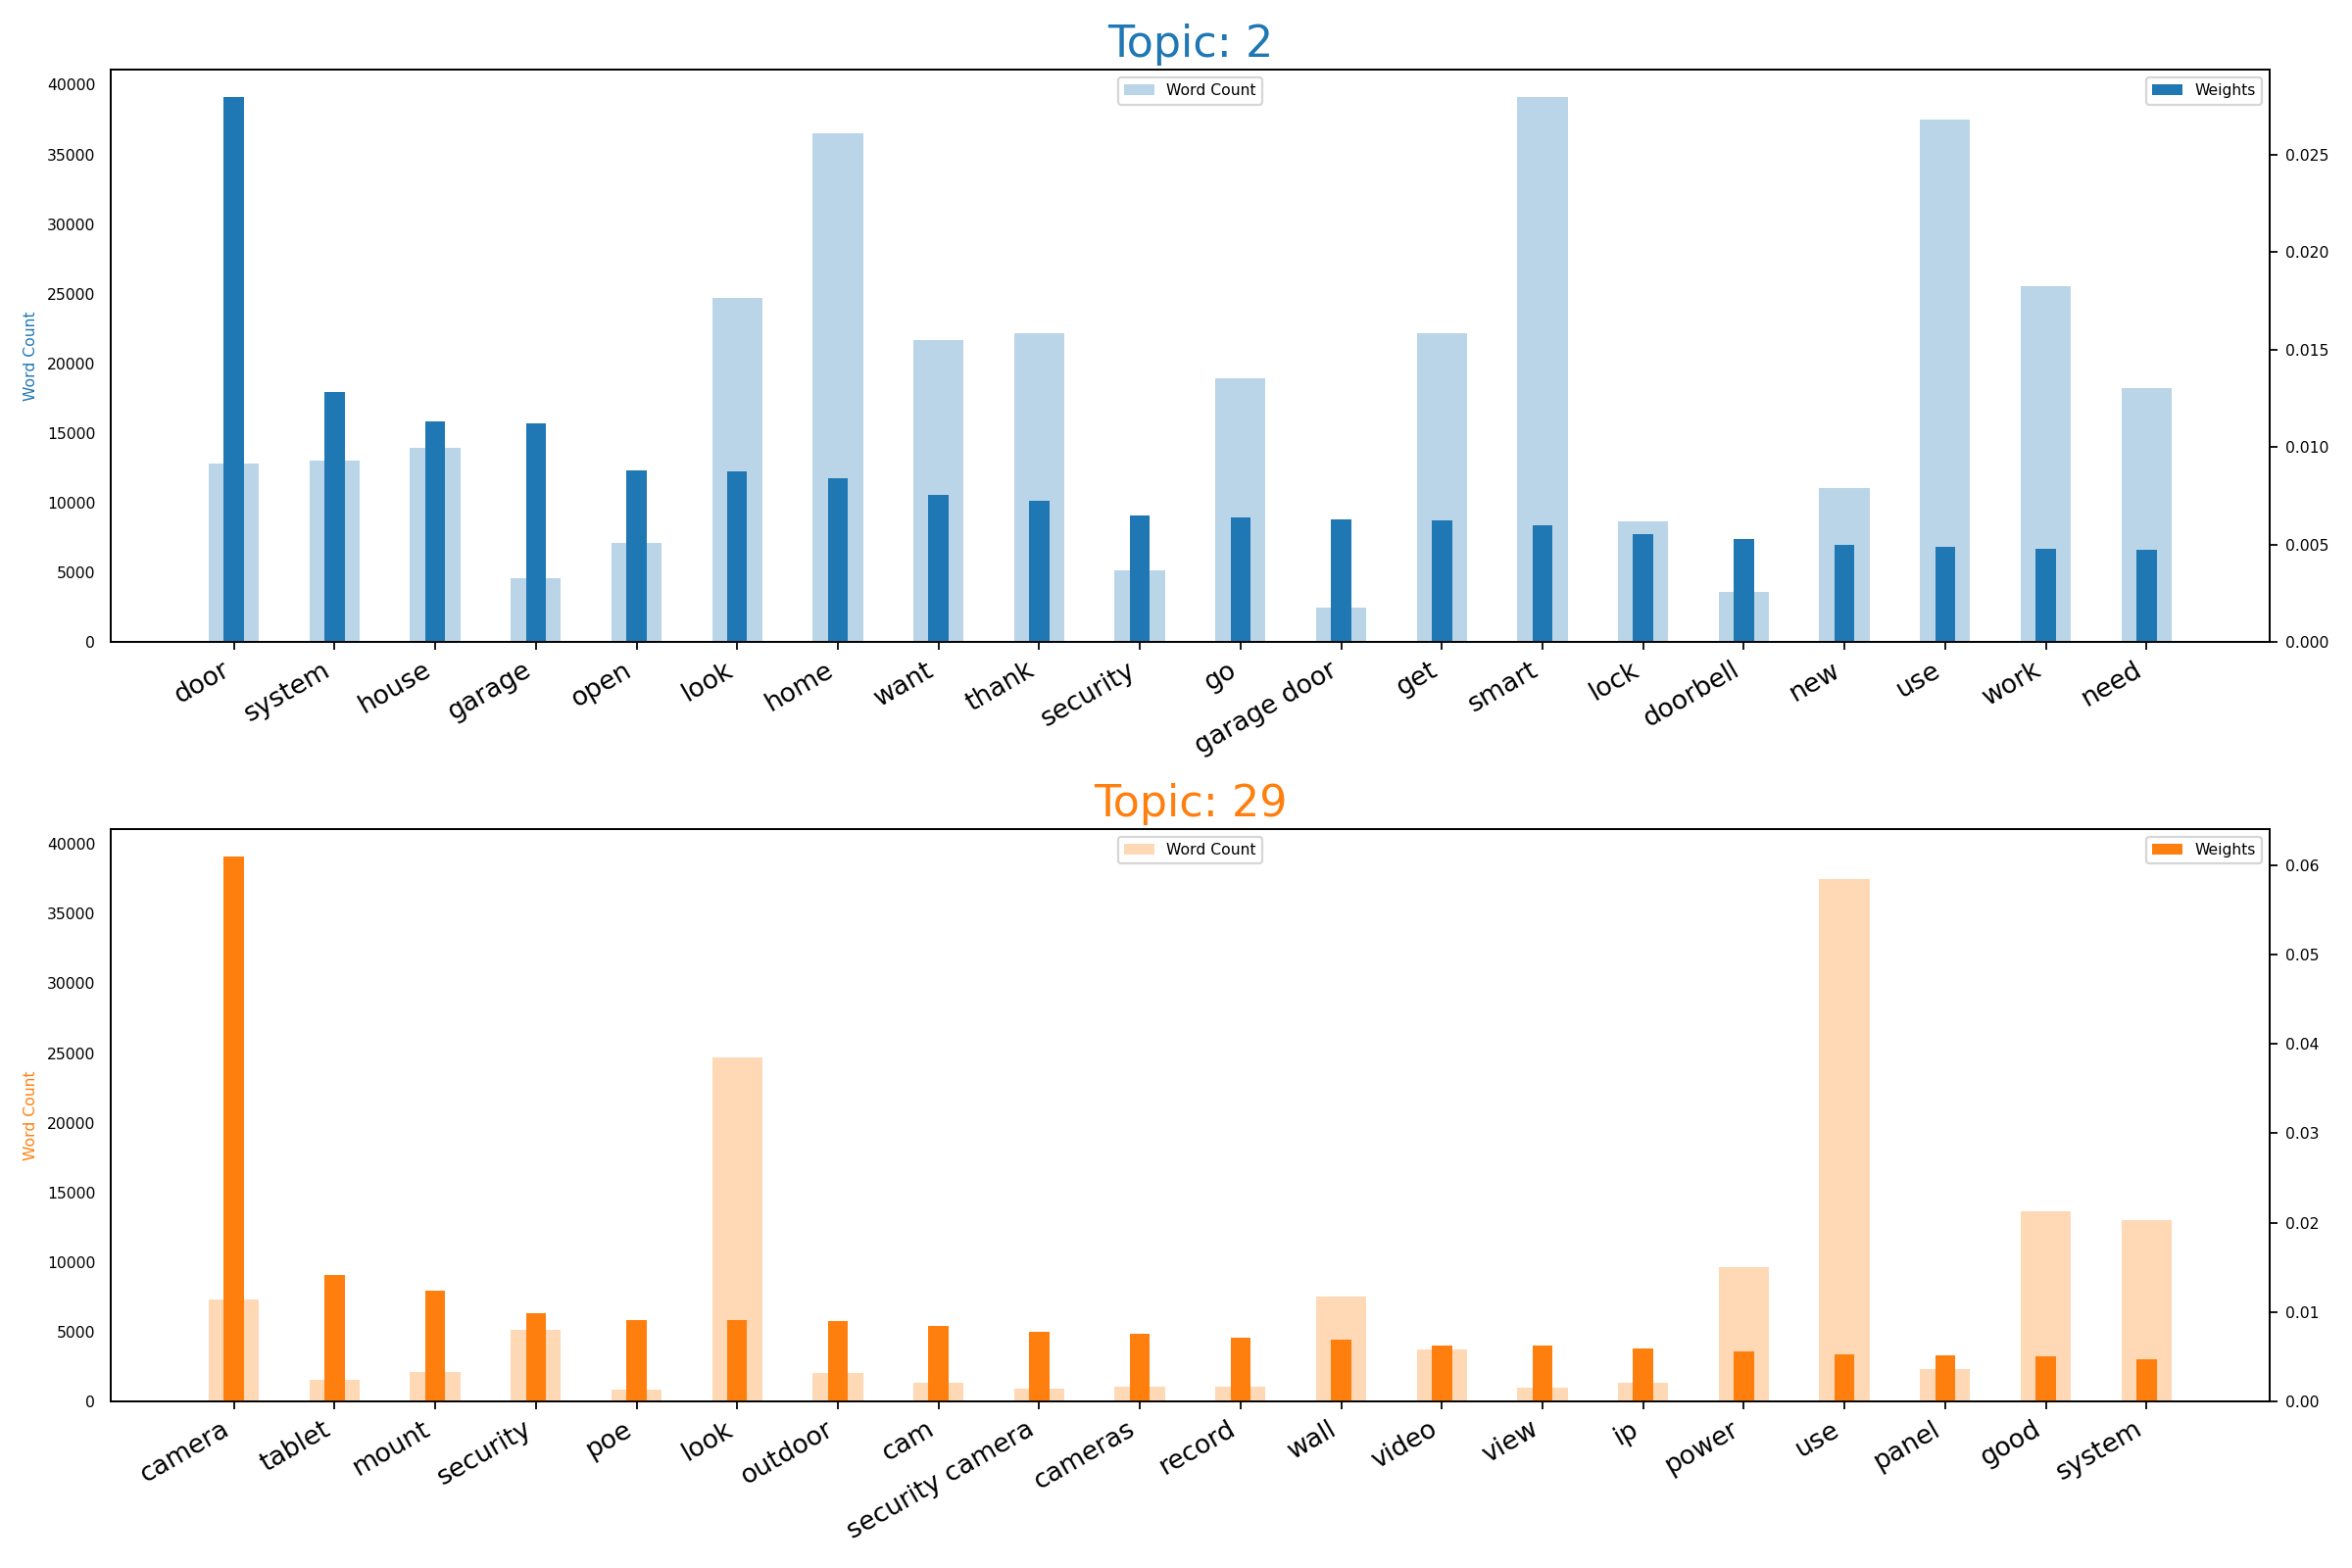 Topic: 2
Word Count
Weights
40000
35000
30000
25000
20000
15000
10000
5000
0
Word Count
0.025
0.020
0.015
0.010
0.005
0.000
door
system
house
garage
open
look
home
want
thank
security
go
garage door
get
smart
lock
doorbell
new
use
work
need
Topic: 29
Word Count
Weights
40000
35000
30000
25000
20000
15000
10000
5000
0
Word Count
0.06
0.05
0.04
0.03
0.02
0.01
0.00
camera
tablet
mount
security
poe
look
outdoor
cam
security camera
cameras
record
wall
video
view
ip
power
use
panel
good
system